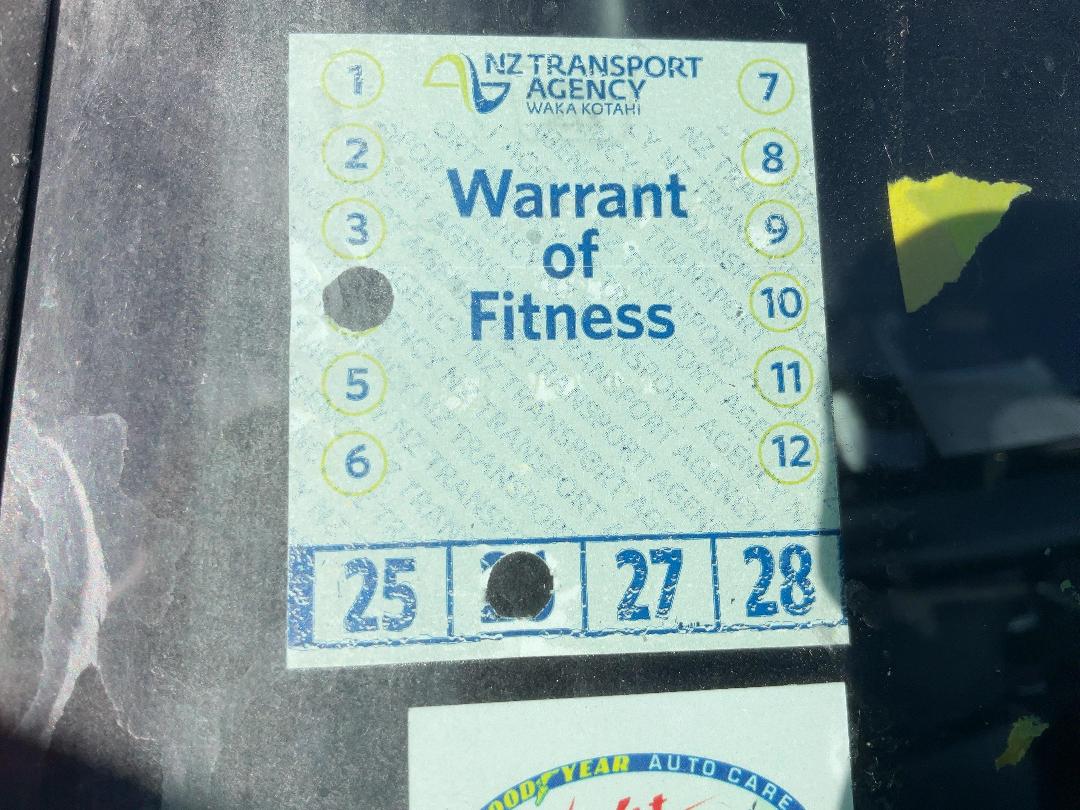 NZ TRANSPORT
AGENCY
WAKA KOTAHI
1
2
3
5
6
7
8
9
10
11
12
Warrant
of
Fitness
25
27
28
GOODYEAR AUTO CARE